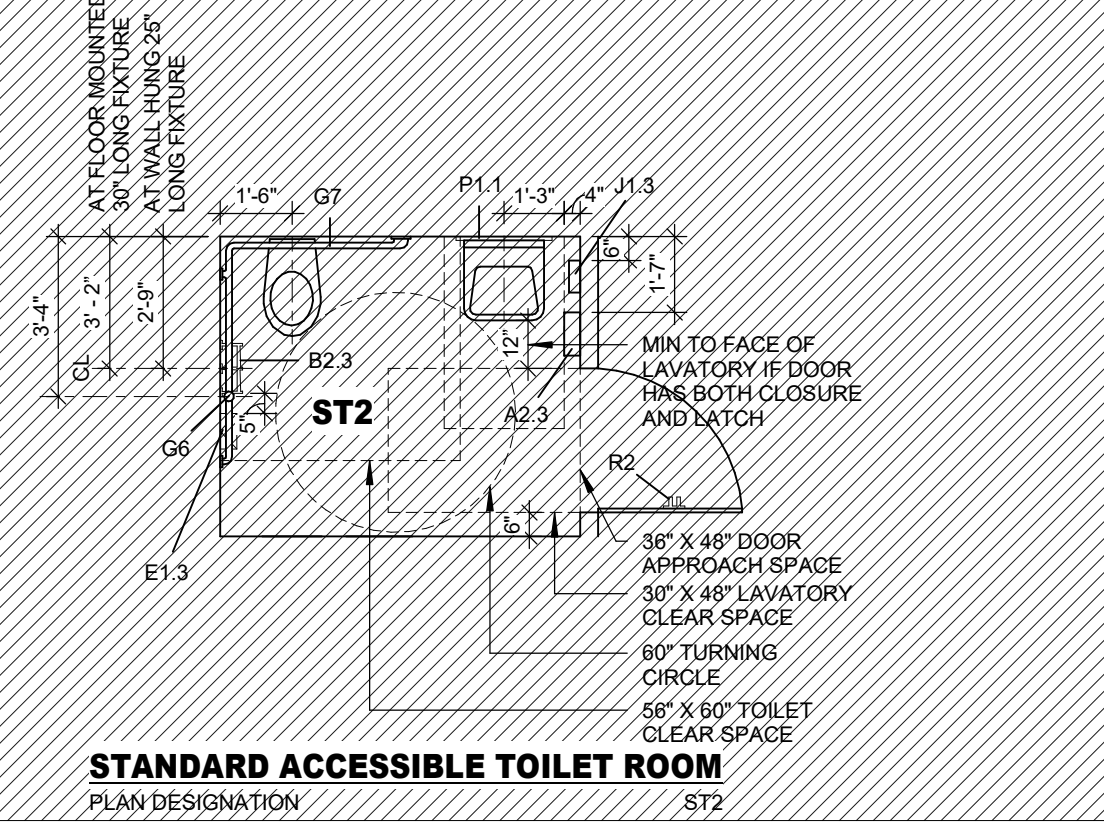 AT FLOOR MOUNTED
30" LONG FIXTURE
AT WALL HUNG 25"
LONG FIXTURE
1'-6"
G7
P1.1
1'-3"
4"
J1.3
6"
1'-7"
3'-4"
3' - 2"
2'-9"
CL
12"
MIN TO FACE OF
LAVATORY IF DOOR
HAS BOTH CLOSURE
AND LATCH
B2.3
ST2
A2.3
5"
G6
R2
6"
E1.3
36" X 48" DOOR
APPROACH SPACE
30" X 48" LAVATORY
CLEAR SPACE
60" TURNING
CIRCLE
56" X 60" TOILET
CLEAR SPACE
STANDARD ACCESSIBLE TOILET ROOM
PLAN DESIGNATION ST2